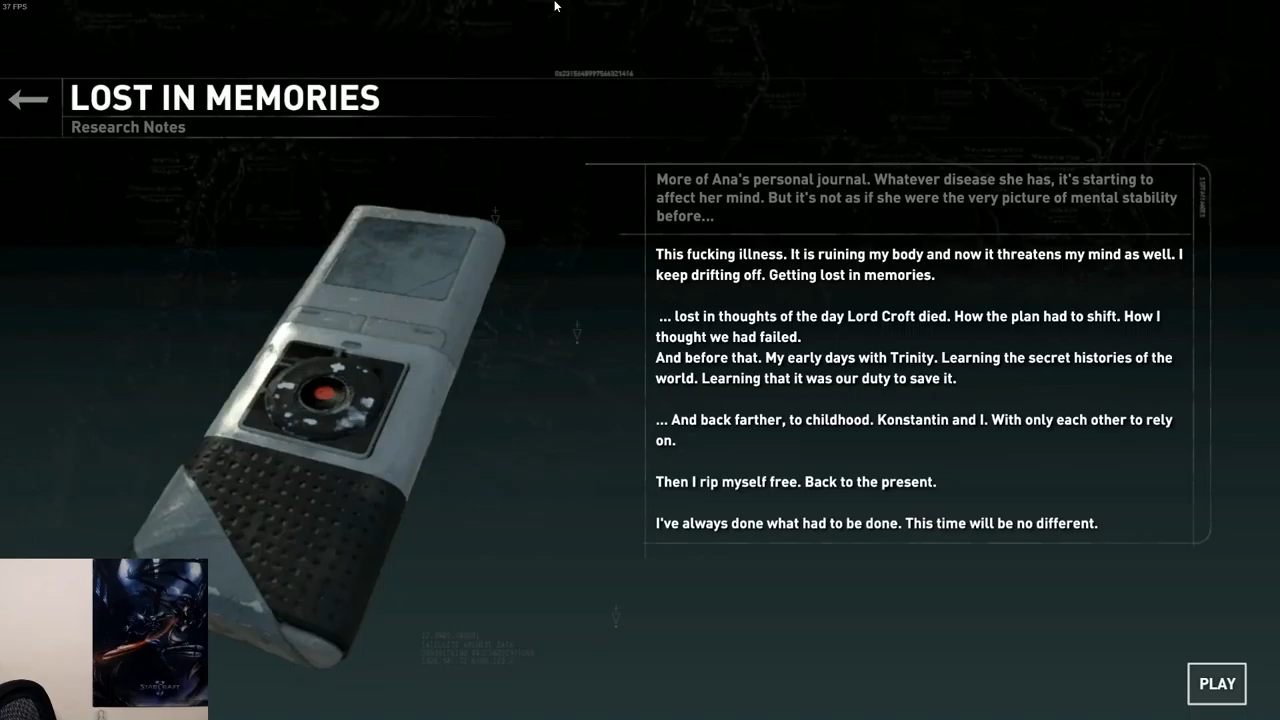 37 FPS
LOST IN MEMORIES
Research Notes
More of Ana's personal journal. Whatever disease she has, it's starting to
affect her mind. But it's not as if she were the very picture of mental stability
before...
This fucking illness. It is ruining my body and now it threatens my mind as well. I
keep drifting off. Getting lost in memories.
... lost in thoughts of the day Lord Croft died. How the plan had to shift. How I
thought we had failed.
And before that. My early days with Trinity. Learning the secret histories of the
world. Learning that it was our duty to save it.
... And back farther, to childhood. Konstantin and I. With only each other to rely
on.
Then I rip myself free. Back to the present.
I've always done what had to be done. This time will be no different.
STARCRAFT
PLAY